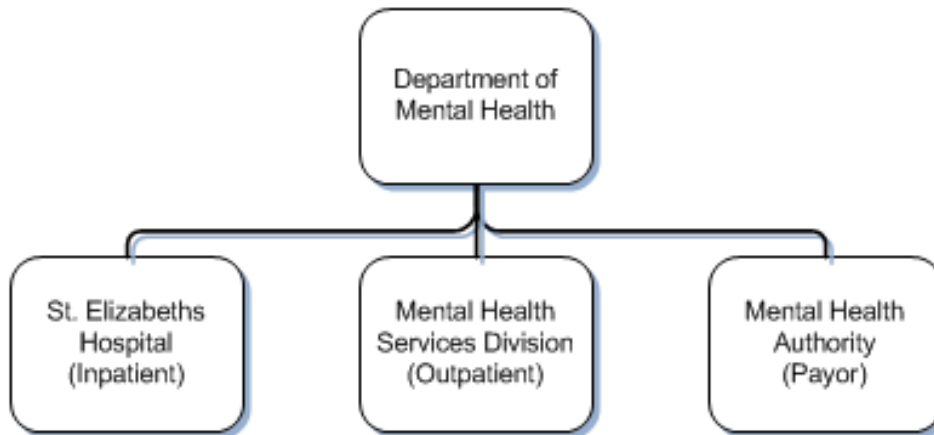 Department of
Mental Health
St. Elizabeths
Hospital
(Inpatient)
Mental Health
Services Division
(Outpatient)
Mental Health
Authority
(Payor)